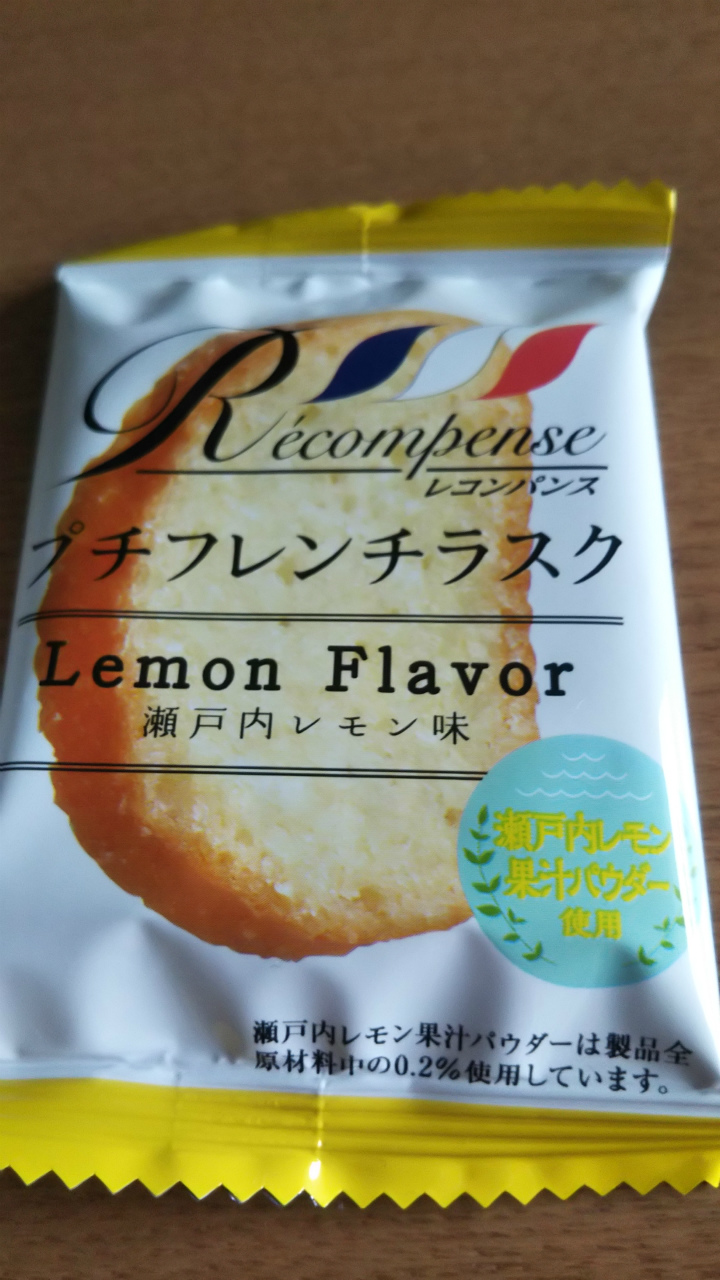 Récompense
レコンパンス
プチフレンチラスク
Lemon Flavor
瀬戸内レモン味
瀬戸内レモン
果汁パウダー
使用
瀬戸内レモン果汁パウダーは製品全
原材料中の0.2%使用しています。